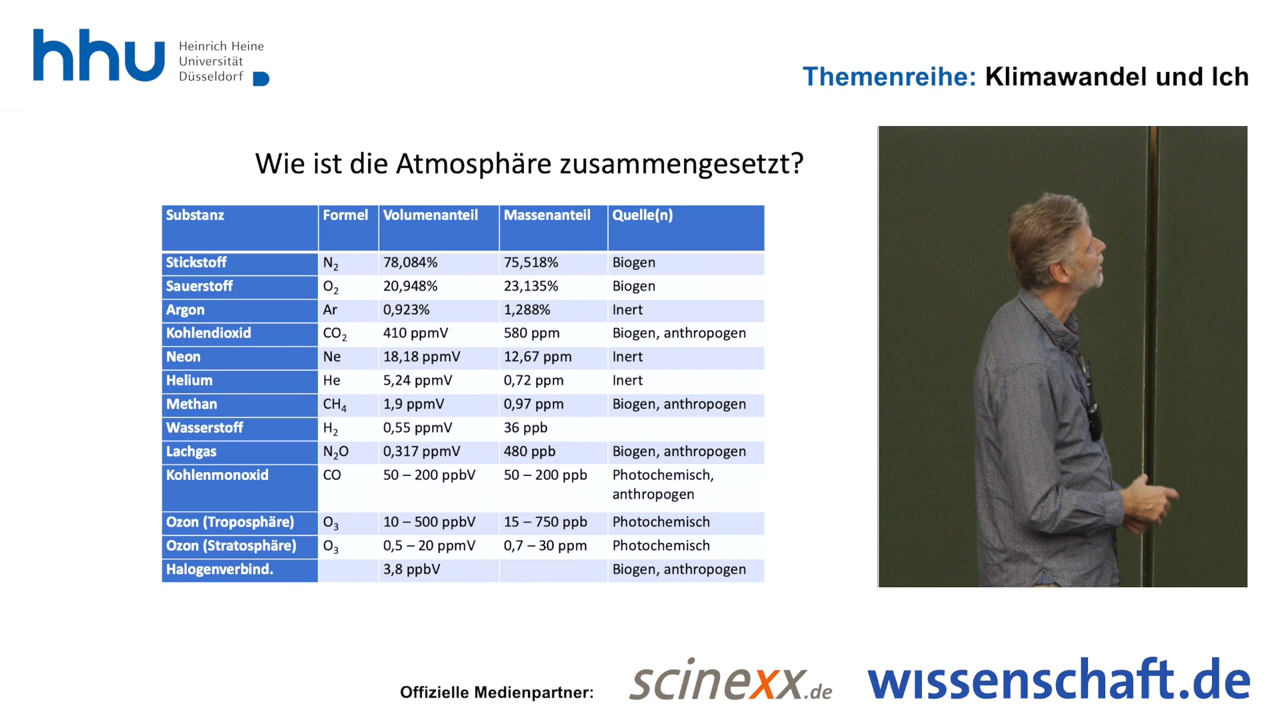 hhu Heinrich Heine
Universität
Düsseldorf
Themenreihe: Klimawandel und Ich
Wie ist die Atmosphäre zusammengesetzt?
Substanz Formel Volumenanteil Massenanteil Quelle(n)
Stickstoff N₂ 78,084% 75,518% Biogen
Sauerstoff O₂ 20,948% 23,135% Biogen
Argon Ar 0,923% 1,288% Inert
Kohlendioxid CO₂ 410 ppmV 580 ppm Biogen, anthropogen
Neon Ne 18,18 ppmV 12,67 ppm Inert
Helium He 5,24 ppmV 0,72 ppm Inert
Methan CH₄ 1,9 ppmV 0,97 ppm Biogen, anthropogen
Wasserstoff H₂ 0,55 ppmV 36 ppb
Lachgas N₂O 0,317 ppmV 480 ppb Biogen, anthropogen
Kohlenmonoxid CO 50 – 200 ppbV 50 – 200 ppb Photochemisch,
anthropogen
Ozon (Troposphäre) O₃ 10 – 500 ppbV 15 – 750 ppb Photochemisch
Ozon (Stratosphäre) O₃ 0,5 – 20 ppmV 0,7 – 30 ppm Photochemisch
Halogenverbind. 3,8 ppbV Biogen, anthropogen
Offizielle Medienpartner: scinexx.de wissenschaft.de